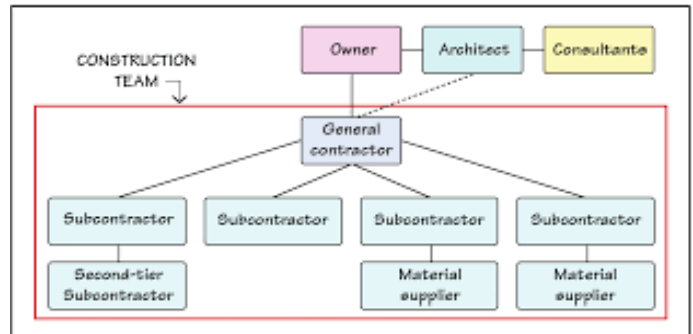 Owner
Architect
Consultants
CONSTRUCTION
TEAM
General
contractor
Subcontractor
Subcontractor
Subcontractor
Subcontractor
Second-tier
Subcontractor
Material
supplier
Material
supplier